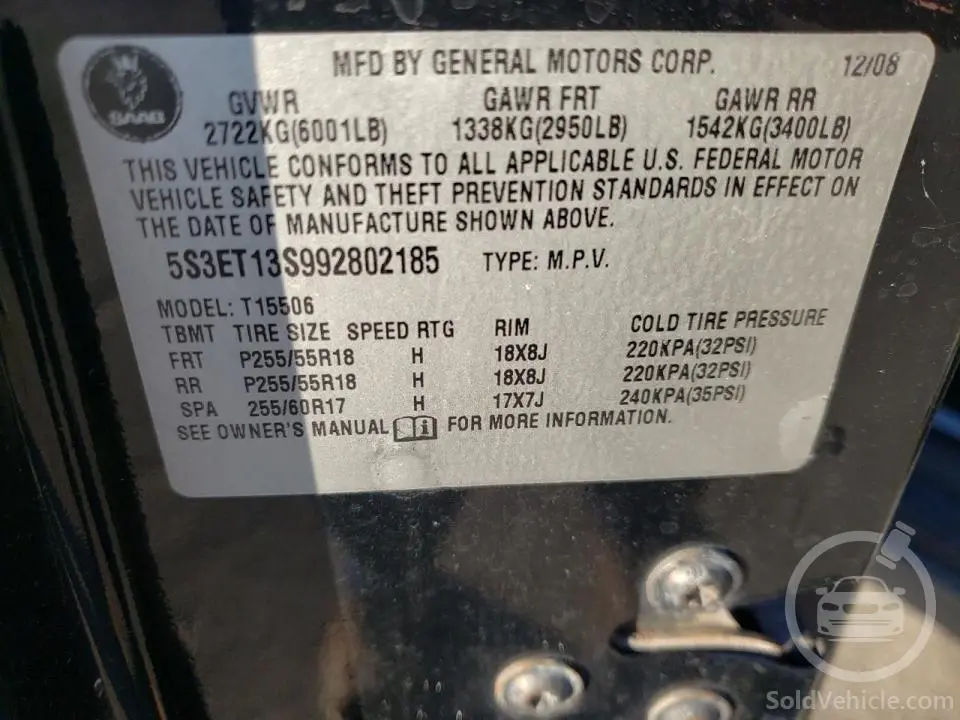 SAAB
MFD BY GENERAL MOTORS CORP. 12/08
GVWR GAWR FRT GAWR RR
2722KG(6001LB) 1338KG(2950LB) 1542KG(3400LB)
THIS VEHICLE CONFORMS TO ALL APPLICABLE U.S. FEDERAL MOTOR
VEHICLE SAFETY AND THEFT PREVENTION STANDARDS IN EFFECT ON
THE DATE OF MANUFACTURE SHOWN ABOVE.
5S3ET13S992802185 TYPE: M.P.V.
MODEL: T15506
TBMT TIRE SIZE SPEED RTG RIM COLD TIRE PRESSURE
FRT P255/55R18 H 18X8J 220KPA(32PSI)
RR P255/55R18 H 18X8J 220KPA(32PSI)
SPA 255/60R17 H 17X7J 240KPA(35PSI)
SEE OWNER'S MANUAL FOR MORE INFORMATION.
SoldVehicle.com